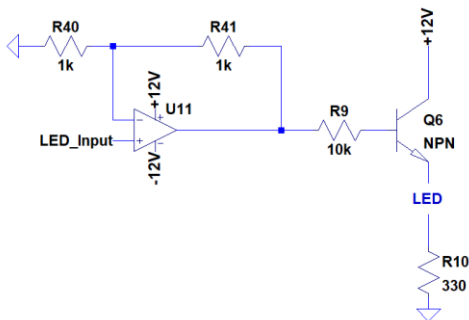 R40
1k
R41
1k
+12V
U11
LED_Input
-12V
R9
10k
+12V
Q6
NPN
LED
R10
330